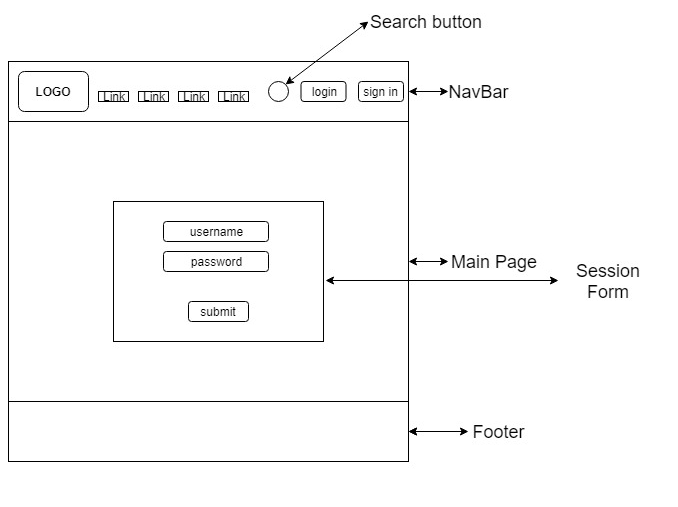 Search button
LOGO
Link Link Link Link
login
sign in
NavBar
username
password
Main Page
Session
Form
submit
Footer